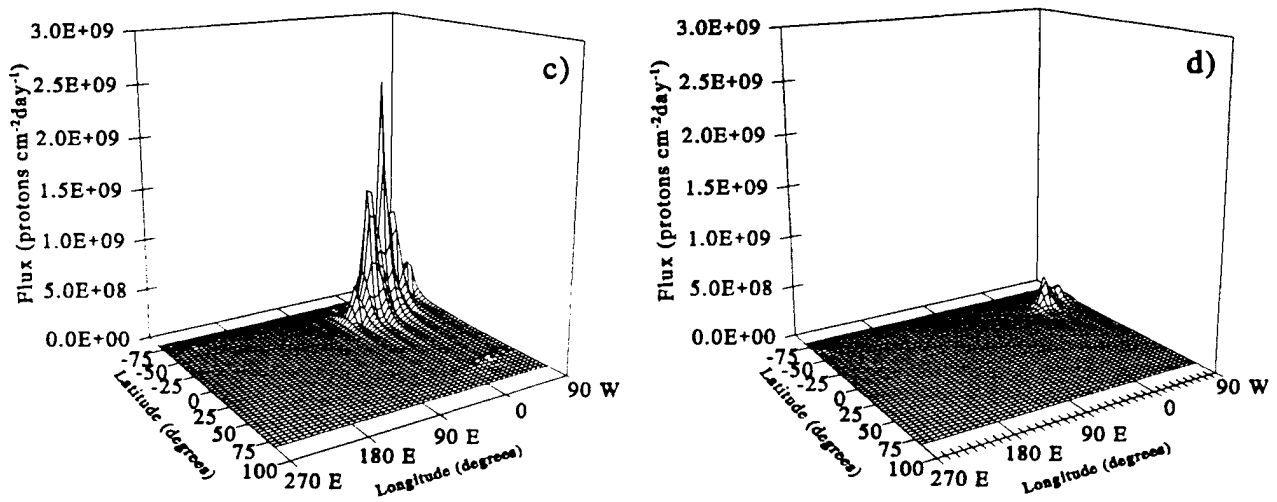 c)
Flux (protons cm-2day-1)
3.0E+09
2.5E+09
2.0E+09
1.5E+09
1.0E+09
5.0E+08
0.0E+00
-75
-50
-25
0
25
50
75
100
Latitude (degrees)
270 E
180 E
90 E
0
90 W
Longitude (degrees)
d)
Flux (protons cm-2day-1)
3.0E+09
2.5E+09
2.0E+09
1.5E+09
1.0E+09
5.0E+08
0.0E+00
-75
-50
-25
0
25
50
75
100
Latitude (degrees)
270 E
180 E
90 E
0
90 W
Longitude (degrees)